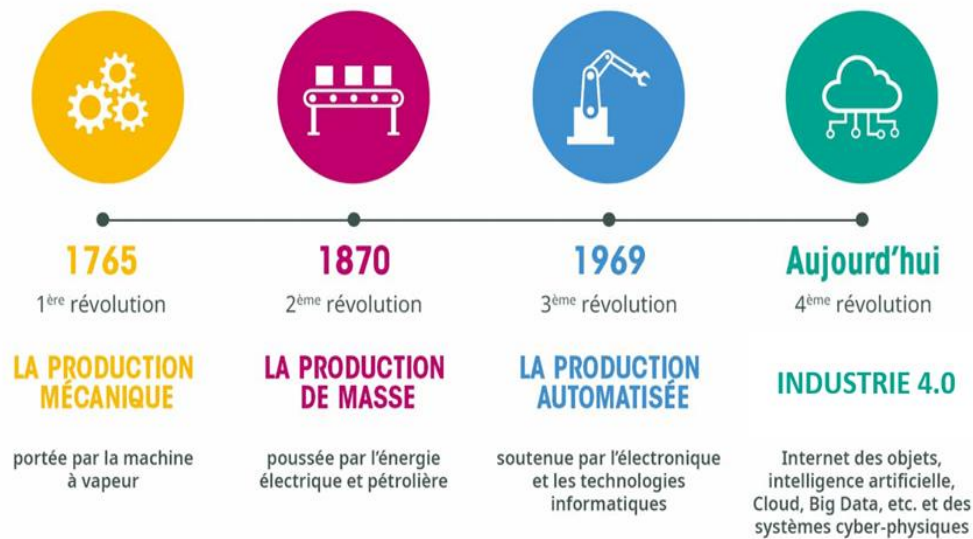 1765
1ère révolution
LA PRODUCTION
MÉCANIQUE
portée par la machine
à vapeur
1870
2ème révolution
LA PRODUCTION
DE MASSE
poussée par l'énergie
électrique et pétrolière
1969
3ème révolution
LA PRODUCTION
AUTOMATISÉE
soutenue par l'électronique
et les technologies
informatiques
Aujourd'hui
4ème révolution
INDUSTRIE 4.0
Internet des objets,
intelligence artificielle,
Cloud, Big Data, etc. et des
systèmes cyber-physiques